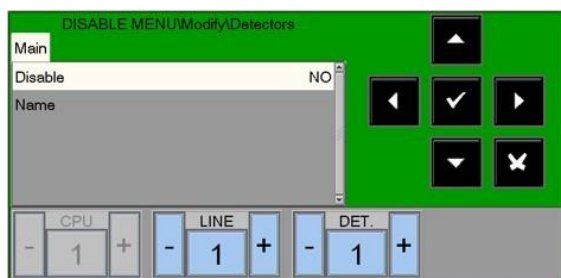 DISABLE MENU\Modify\Detectors
Main
Disable NO
Name
CPU LINE DET.
- 1 + - 1 + - 1 +